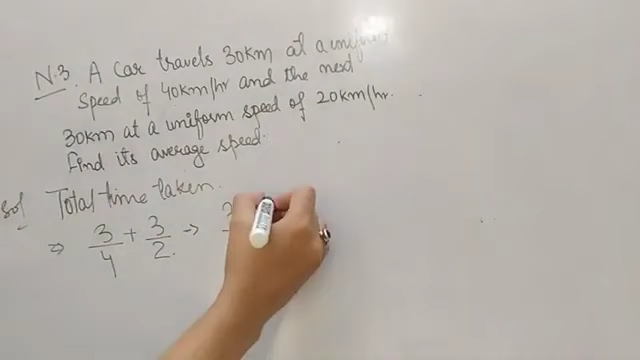 N.3. A Car travels 30km at a uniform
speed of 40km/hr and the next
30km at a uniform speed of 20km/hr.
Find its average speed.
Sol Total time taken.
⇒ 3/4 + 3/2. → 3